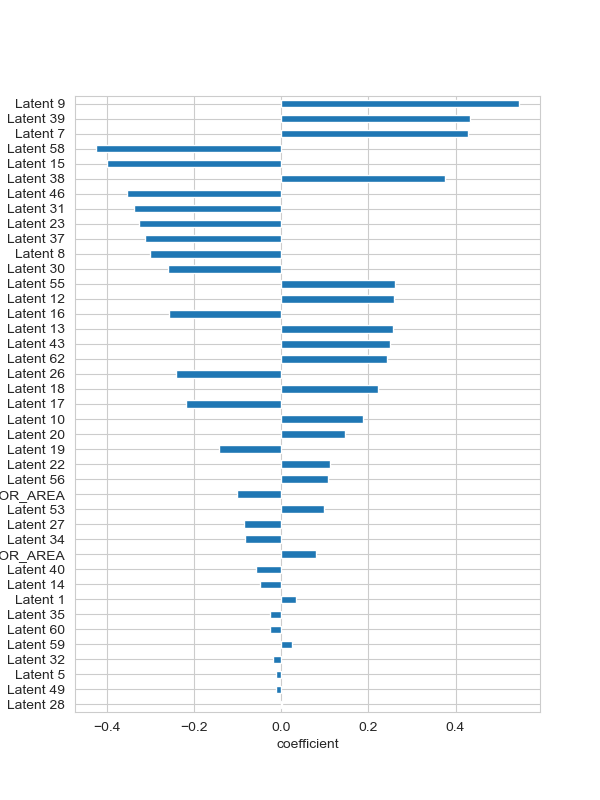 Latent 9
Latent 39
Latent 7
Latent 58
Latent 15
Latent 38
Latent 46
Latent 31
Latent 23
Latent 37
Latent 8
Latent 30
Latent 55
Latent 12
Latent 16
Latent 13
Latent 43
Latent 62
Latent 26
Latent 18
Latent 17
Latent 10
Latent 20
Latent 19
Latent 22
Latent 56
OR_AREA
Latent 53
Latent 27
Latent 34
OR_AREA
Latent 40
Latent 14
Latent 1
Latent 35
Latent 60
Latent 59
Latent 32
Latent 5
Latent 49
Latent 28
−0.4 −0.2 0.0 0.2 0.4
coefficient